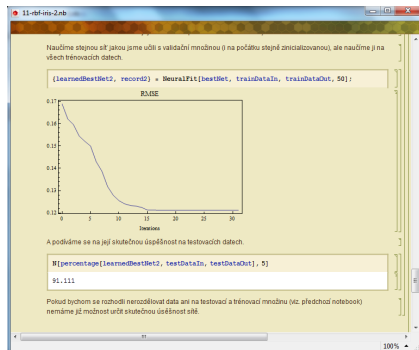 11-rbf-iris-2.nb
Naučíme stejnou síť jakou jsme učili s validační množinou (i na počátku stejně zinicializovanou), ale naučíme ji na
všech trénovacích datech.
{learnedBestNet2, record2} = NeuralFit[bestNet, trainDataIn, trainDataOut, 50];
RMSE
0.17
0.16
0.15
0.14
0.13
0.12
0 5 10 15 20 25 30
Iterations
A podíváme se na její skutečnou úspěšnost na testovacích datech.
N[percentage[learnedBestNet2, testDataIn, testDataOut], 5]
91.111
Pokud bychom se rozhodli nerozdělovat data ani na testovací a trénovací množinu (viz. předchozí notebook)
nemáme již možnost určit skutečnou úšěšnost sítě.
100%